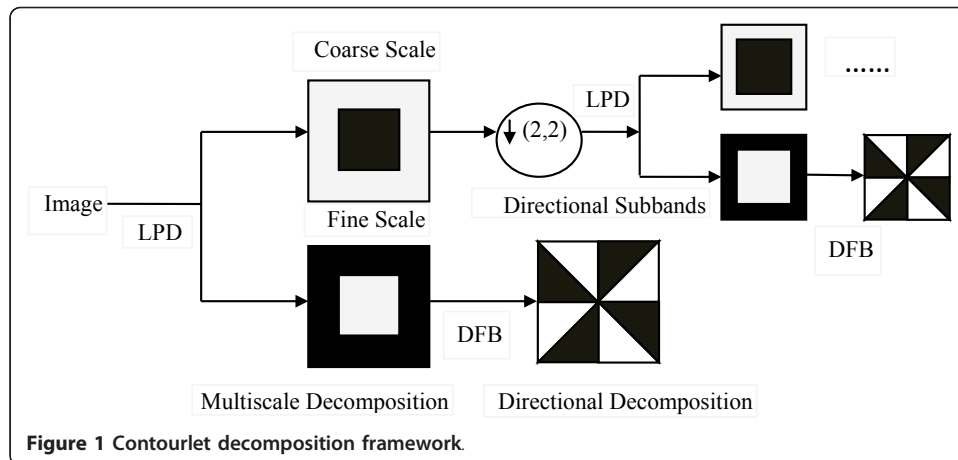 Coarse Scale
LPD
......
↓ (2,2)
Image
LPD
Fine Scale
Directional Subbands
DFB
DFB
Multiscale Decomposition
Directional Decomposition
Figure 1 Contourlet decomposition framework.